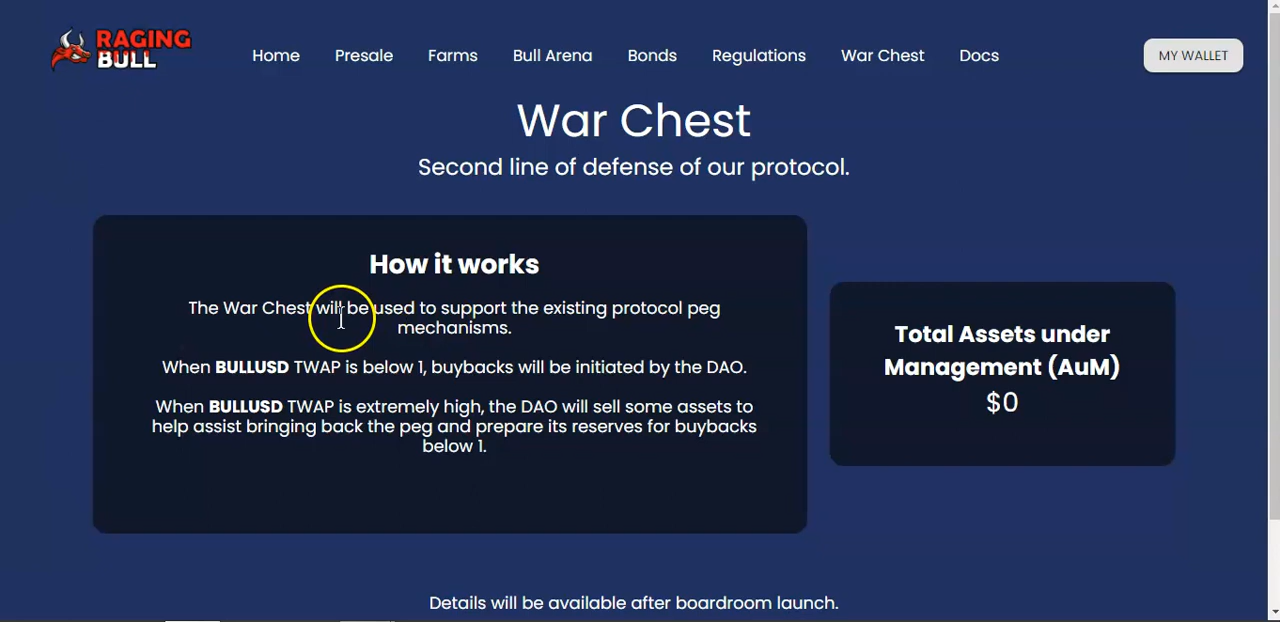 RAGING
BULL
Home Presale Farms Bull Arena Bonds Regulations War Chest Docs
MY WALLET
War Chest
Second line of defense of our protocol.
How it works
The War Chest will be used to support the existing protocol peg
mechanisms.
When BULLUSD TWAP is below 1, buybacks will be initiated by the DAO.
When BULLUSD TWAP is extremely high, the DAO will sell some assets to
help assist bringing back the peg and prepare its reserves for buybacks
below 1.
Total Assets under
Management (AuM)
$0
Details will be available after boardroom launch.